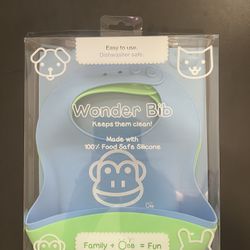 Easy to use.
Dishwasher safe.
Wonder Bib
Keeps them clean!
Made with
100% Food Safe Silicone
Family + One = Fun